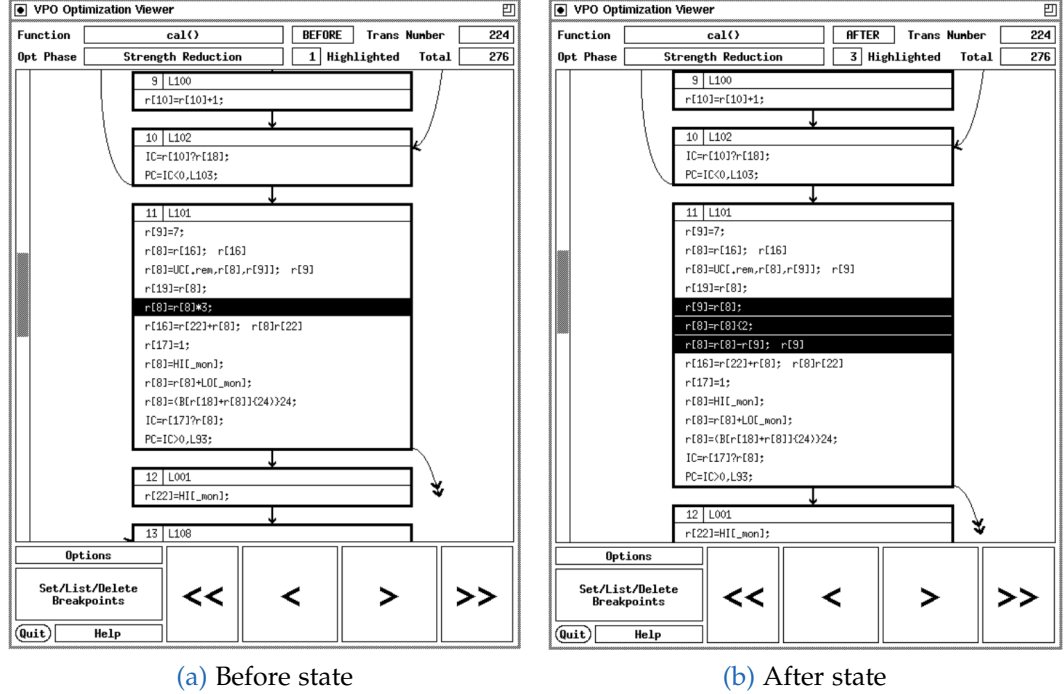 VPO Optimization Viewer
Function cal() BEFORE Trans Number 224
Opt Phase Strength Reduction 1 Highlighted Total 276
9 L100
r[10]=r[10]+1;
10 L102
IC=r[10]?r[18];
PC=IC<0,L103;
11 L101
r[9]=7;
r[8]=r[16]; r[16]
r[8]=UC[.rem,r[8],r[9]]; r[9]
r[19]=r[8];
r[8]=r[8]*3;
r[16]=r[22]+r[8]; r[8]r[22]
r[17]=1;
r[8]=HI[_mon];
r[8]=r[8]+LO[_mon];
r[8]=(B[r[18]+r[8]]{24)}24;
IC=r[17]?r[8];
PC=IC>0,L93;
12 L001
r[22]=HI[_mon];
13 L108
Options
Set/List/Delete
Breakpoints
<< < > >>
Quit Help
(a) Before state
VPO Optimization Viewer
Function cal() AFTER Trans Number 224
Opt Phase Strength Reduction 3 Highlighted Total 276
9 L100
r[10]=r[10]+1;
10 L102
IC=r[10]?r[18];
PC=IC<0,L103;
11 L101
r[9]=7;
r[8]=r[16]; r[16]
r[8]=UC[.rem,r[8],r[9]]; r[9]
r[19]=r[8];
r[9]=r[8];
r[8]=r[8]{2;
r[8]=r[8]-r[9]; r[9]
r[16]=r[22]+r[8]; r[8]r[22]
r[17]=1;
r[8]=HI[_mon];
r[8]=r[8]+LO[_mon];
r[8]=(B[r[18]+r[8]]{24)}24;
IC=r[17]?r[8];
PC=IC>0,L93;
12 L001
r[22]=HI[_mon];
Options
Set/List/Delete
Breakpoints
<< < > >>
Quit Help
(b) After state